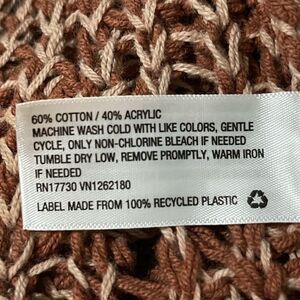 60% COTTON / 40% ACRYLIC
MACHINE WASH COLD WITH LIKE COLORS, GENTLE
CYCLE, ONLY NON-CHLORINE BLEACH IF NEEDED
TUMBLE DRY LOW, REMOVE PROMPTLY, WARM IRON
IF NEEDED
RN17730 VN1262180
LABEL MADE FROM 100% RECYCLED PLASTIC